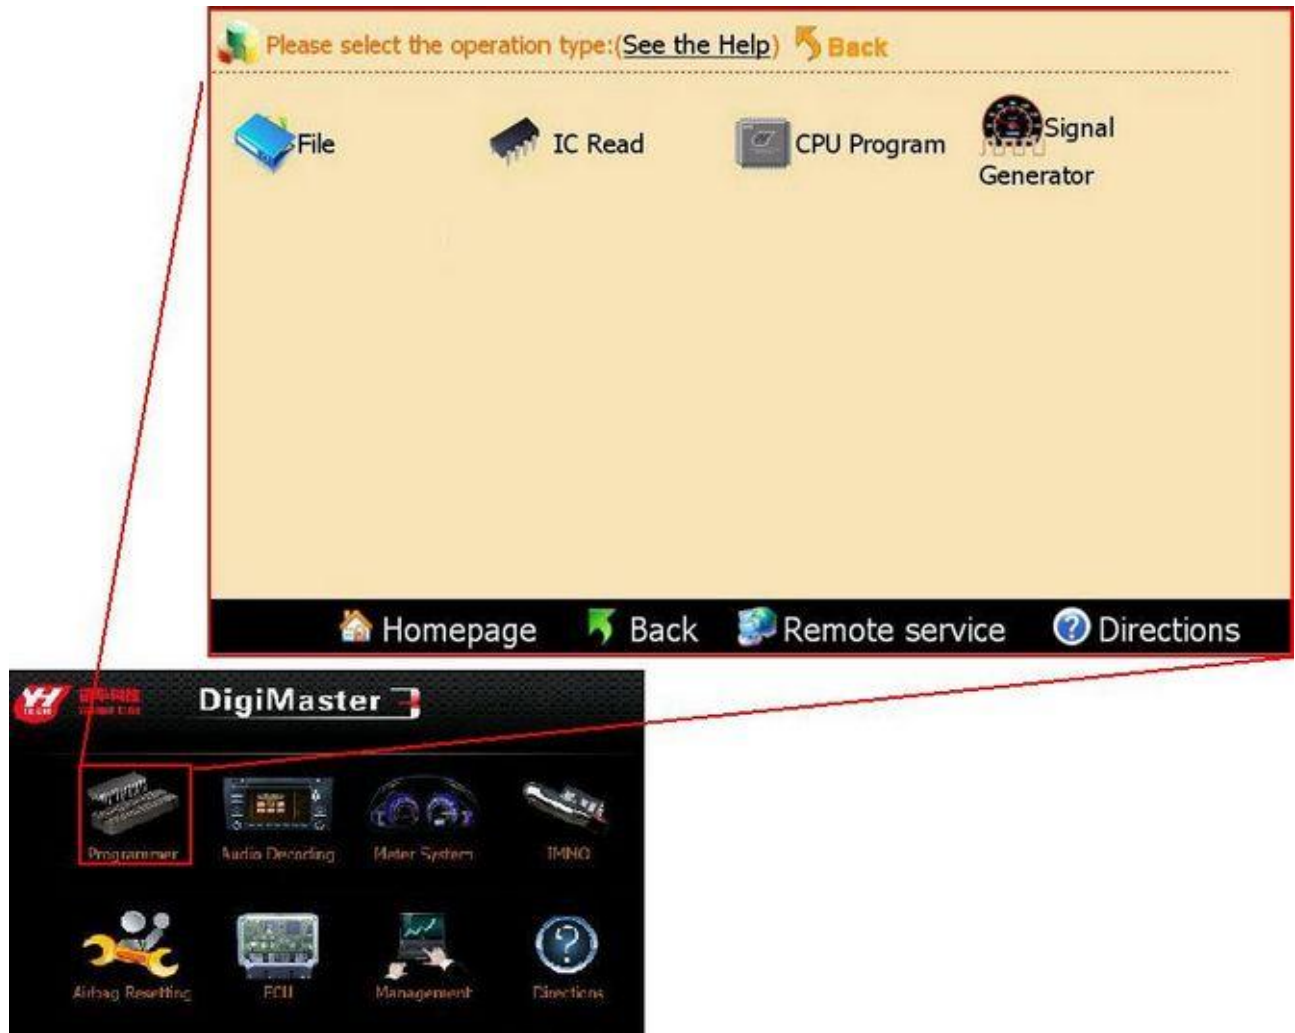 Please select the operation type:(See the Help) Back
File
IC Read
CPU Program
Signal
Generator
Homepage
Back
Remote service
Directions
DigiMaster 3
Programmer
Audio Decoding
Meter System
IMMO
Airbag Resetting
ECU
Management
Directions